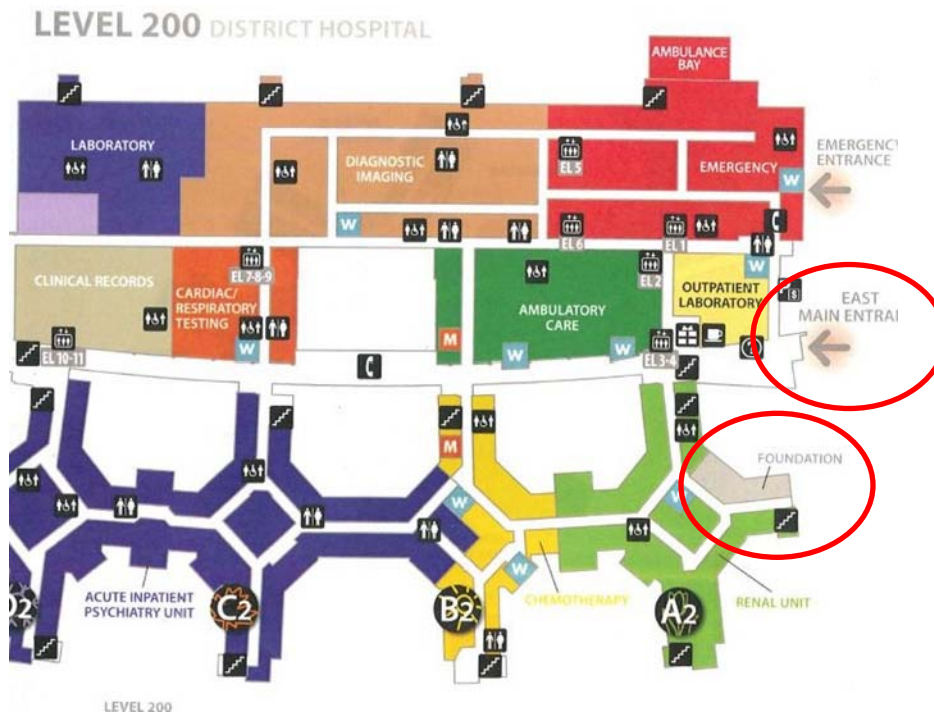 LEVEL 200 DISTRICT HOSPITAL
AMBULANCE
BAY
LABORATORY
DIAGNOSTIC
IMAGING
EL 5
EMERGENCY
EMERGENCY
ENTRANCE
W
W
EL 6
EL 1
W
CLINICAL RECORDS
EL 7-8-9
CARDIAC/
RESPIRATORY
TESTING
EL 2
AMBULATORY
CARE
OUTPATIENT
LABORATORY
$
EAST
MAIN ENTRAI
EL 10-11
W
M
W
W
EL 3-4
M
FOUNDATION
W
W
W
ACUTE INPATIENT
PSYCHIATRY UNIT
C2
B2
CHEMOTHERAPY
A2
RENAL UNIT
LEVEL 200